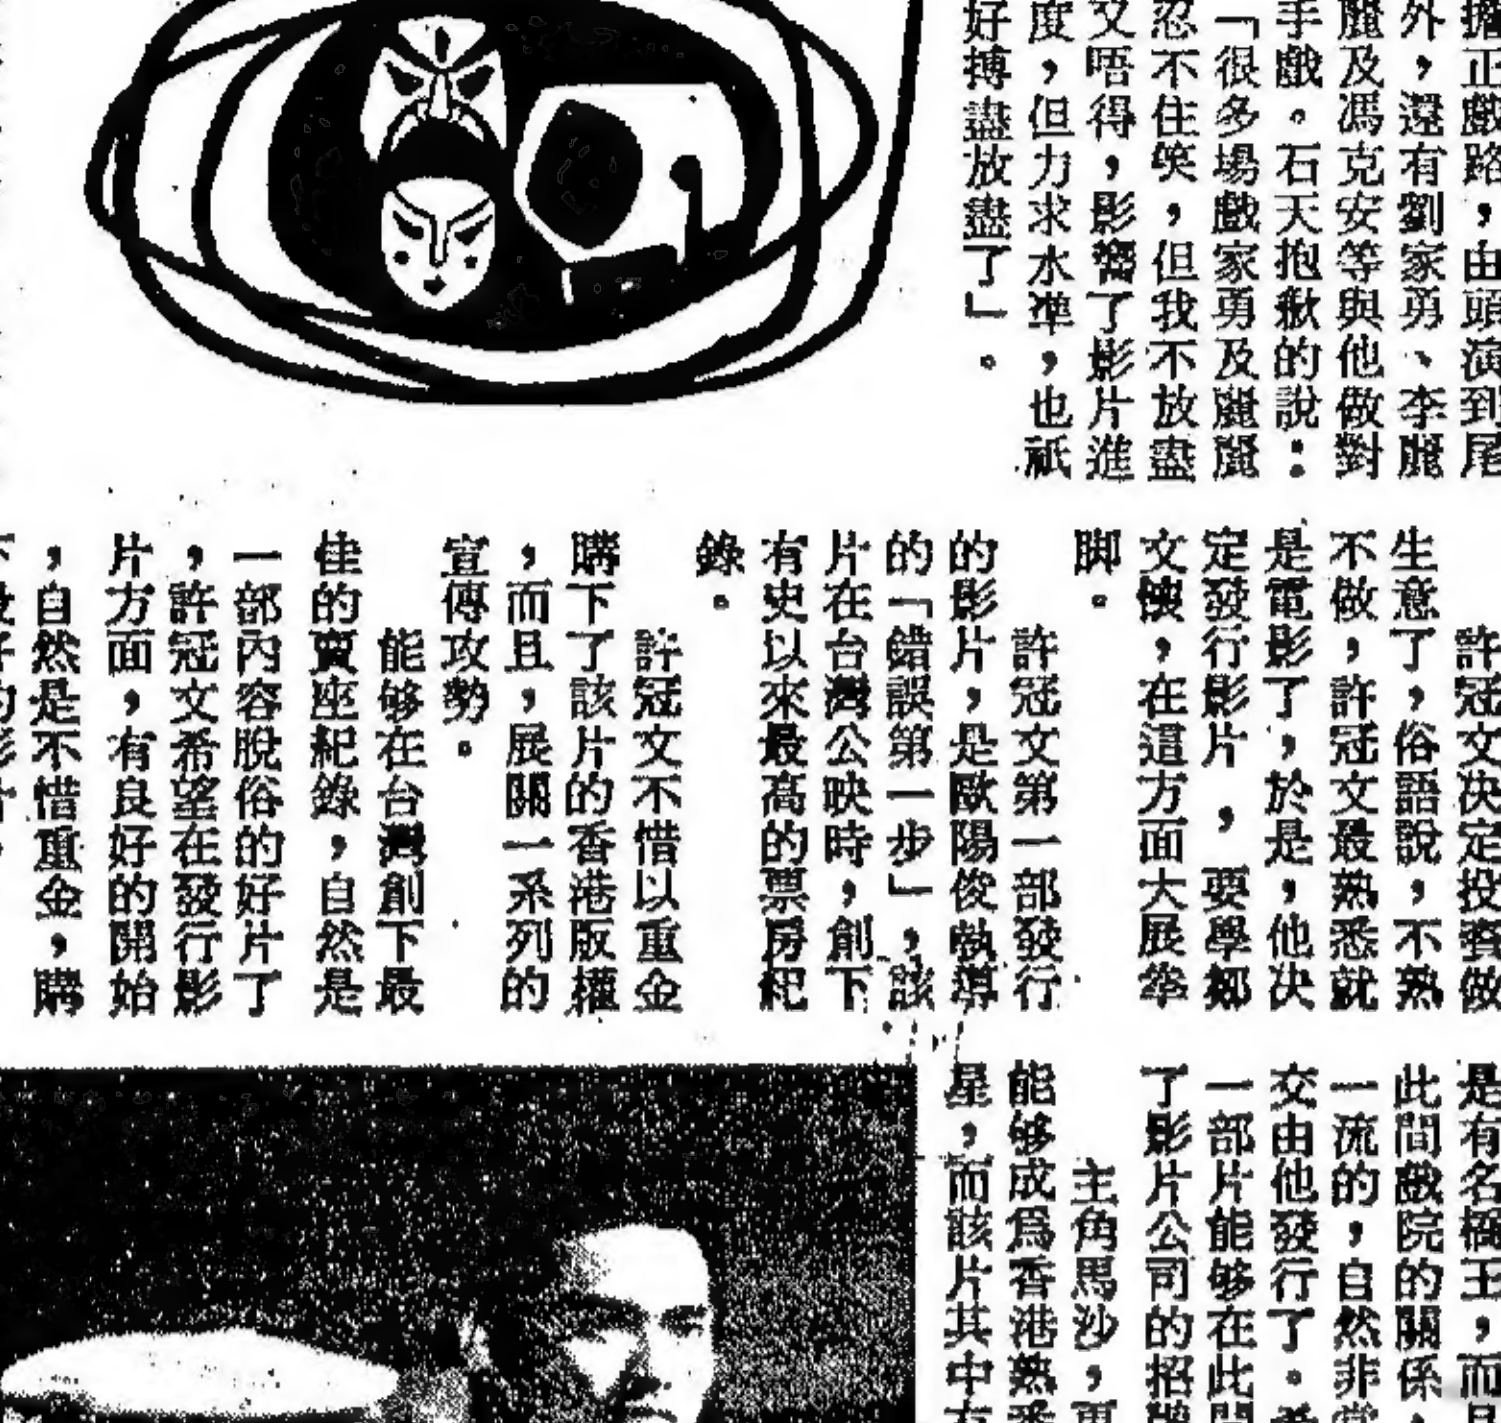 擔正戲路，由頭演到尾
外，還有劉家勇、李麗
麗及馮克安等與他做對
手戲。石天抱歉的說：
「很多場戲家勇及麗麗
忍不住笑，但我不放盡
又唔得，影響了影片進
度，但力求水準，也祇
好搏盡放盡了」。
許冠文决定投資做
生意了，俗語說，不熟
不做，許冠文最熟悉就
是電影了，於是，他决
定發行影片，要學鄒
文懷，在這方面大展拳
脚。
許冠文第一部發行
的影片，是歐陽俊執導
的「錯誤第一步」，該
片在台灣公映時，創下
有史以來最高的票房紀
錄。
許冠文不惜以重金
購下了該片的香港版權
，而且，展關一系列的
宣傳攻勢。
能够在台灣創下最
佳的賣座紀錄，自然是
一部內容脫俗的好片了
，許冠文希望在發行影
片方面，有良好的開始
，自然是不惜重金，購
是有名橋王，而
此間戲院的關係
一流的，自然非
交由他發行了。
一部片能够在此
了影片公司的招
主角馬沙，
能够成爲香港熟悉
星，而該片其中